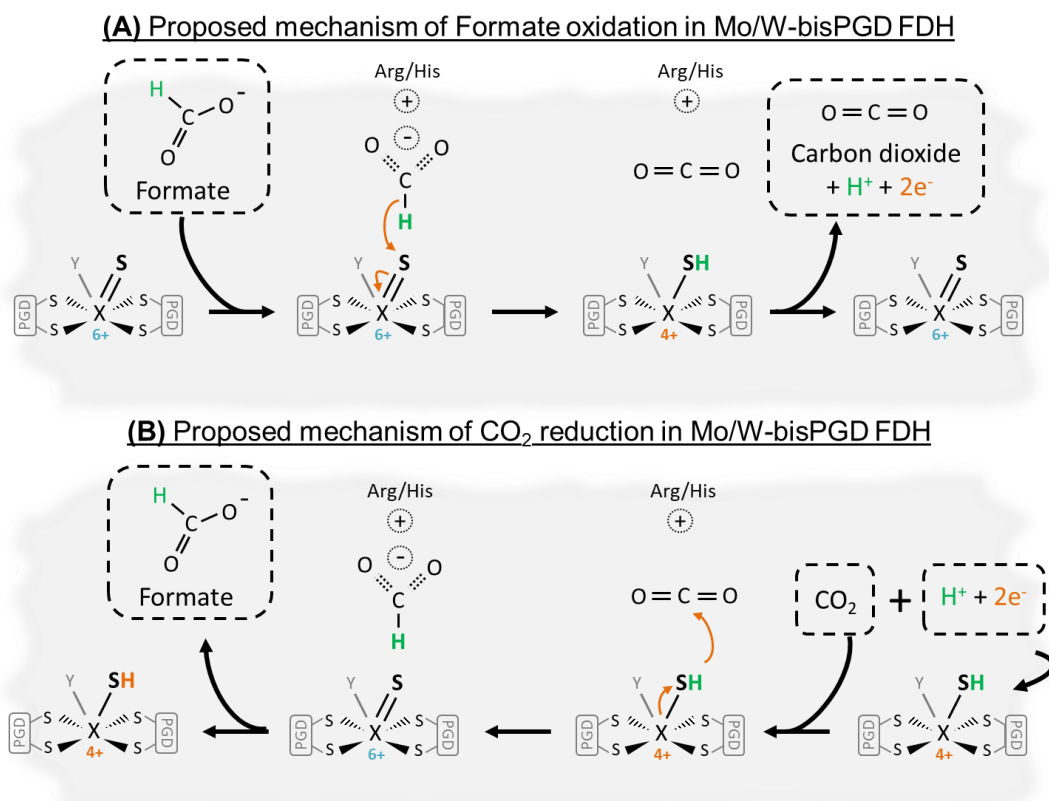 (A) Proposed mechanism of Formate oxidation in Mo/W-bisPGD FDH
H
C
O
-
O
Formate
Arg/His
+
-
O
O
C
H
Arg/His
+
O = C = O
O = C = O
Carbon dioxide
+ H⁺ + 2e⁻
Y
S
PGD
S
S
X
S
S
PGD
6+
Y
S
PGD
S
S
X
S
S
PGD
6+
Y
SH
PGD
S
S
X
S
S
PGD
4+
Y
S
PGD
S
S
X
S
S
PGD
6+
(B) Proposed mechanism of CO₂ reduction in Mo/W-bisPGD FDH
H
C
O
-
O
Formate
Arg/His
+
-
O
O
C
H
Arg/His
+
O = C = O
CO₂
+
H⁺ + 2e⁻
Y
SH
PGD
S
S
X
S
S
PGD
4+
Y
S
PGD
S
S
X
S
S
PGD
6+
Y
SH
PGD
S
S
X
S
S
PGD
4+
Y
SH
PGD
S
S
X
S
S
PGD
4+